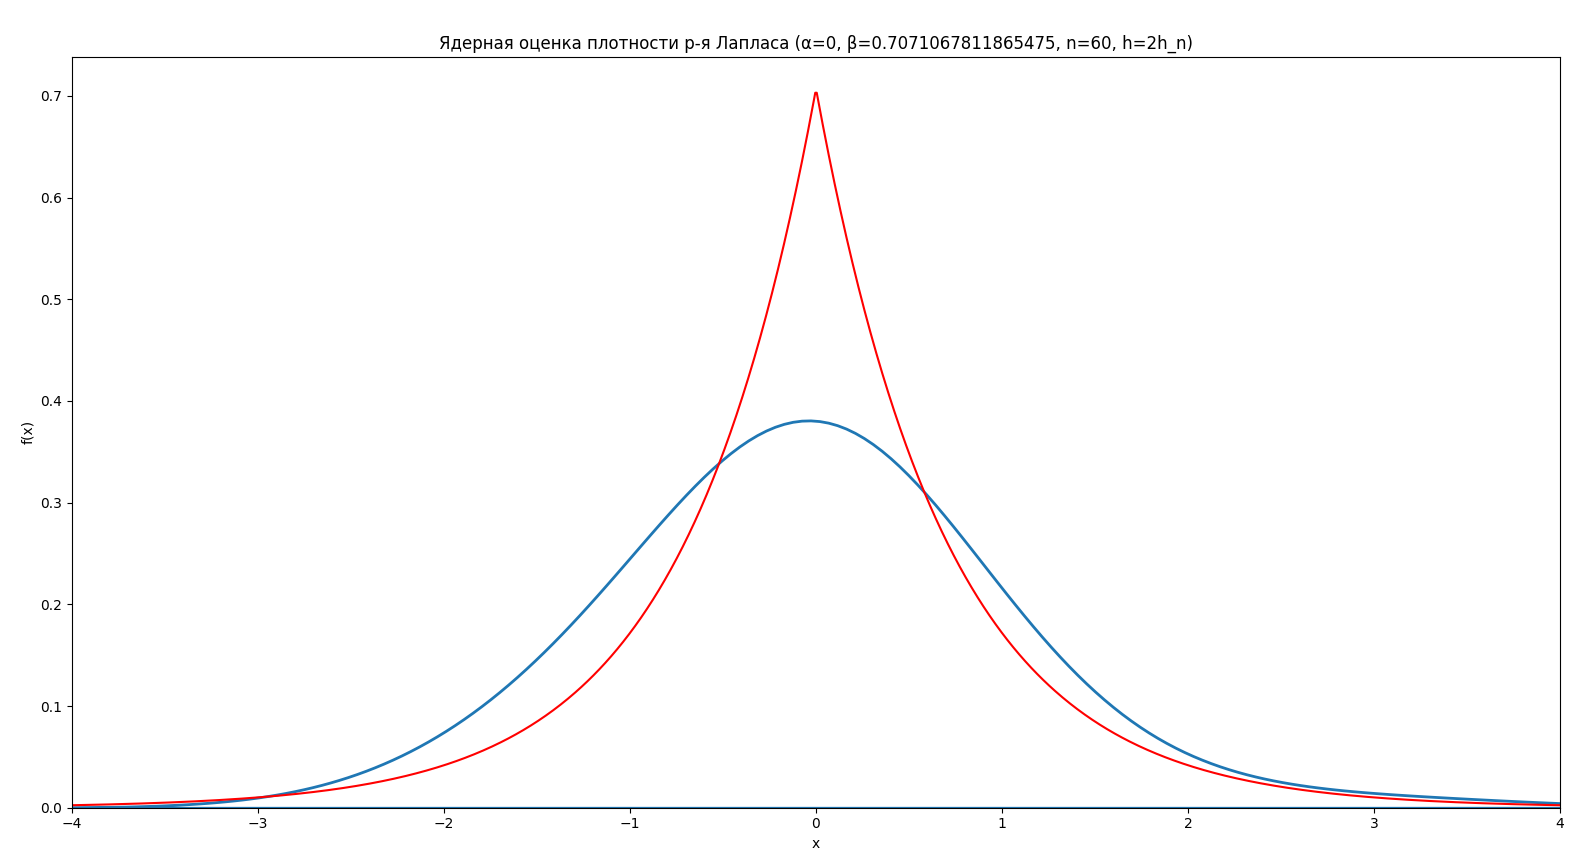 Ядерная оценка плотности р-я Лапласа (α=0, β=0.7071067811865475, n=60, h=2h_n)
0.7
0.6
0.5
0.4
0.3
0.2
0.1
0.0
f(x)
−4 −3 −2 −1 0 1 2 3 4
x